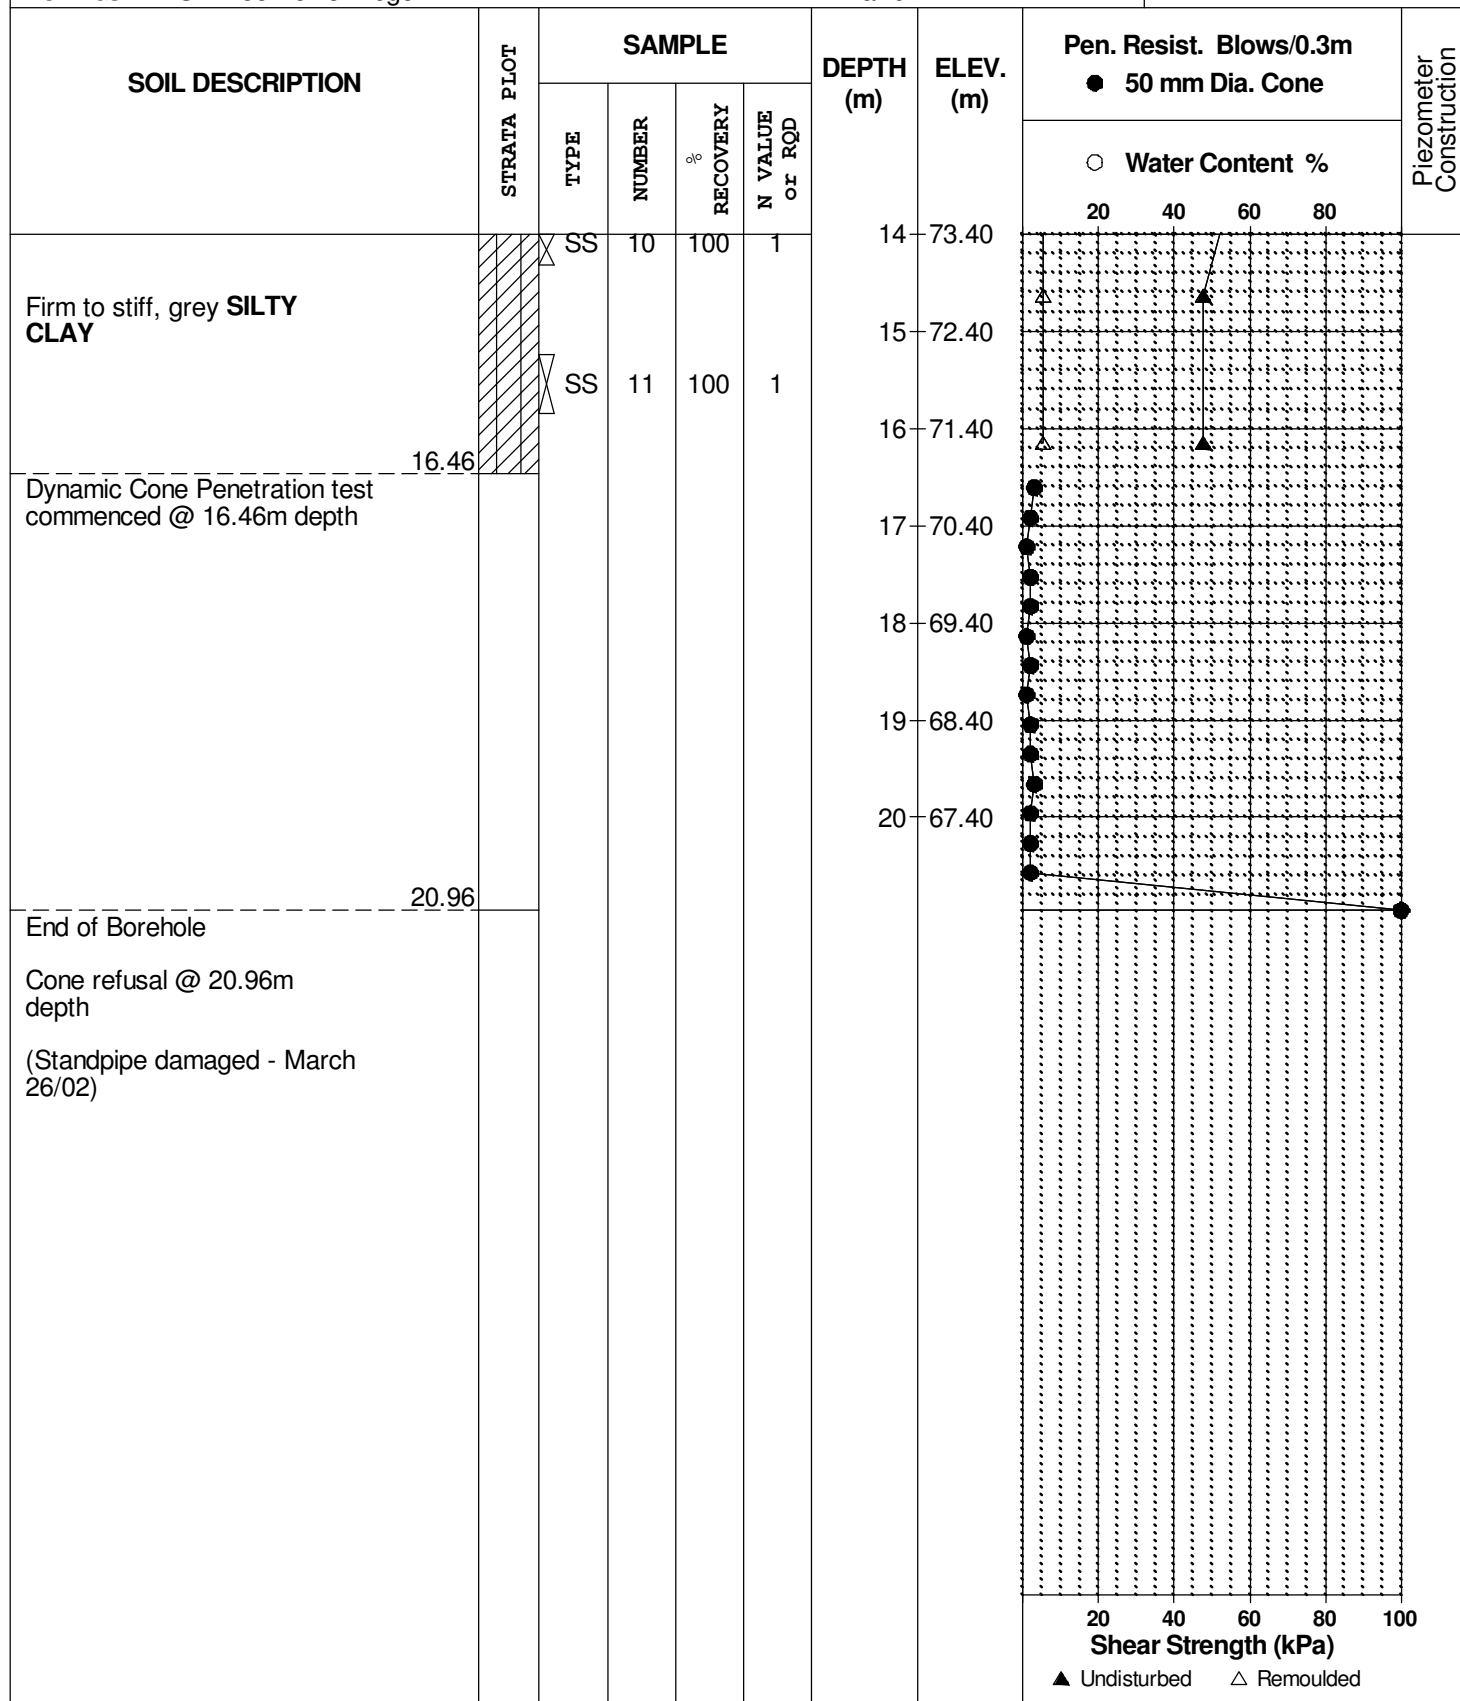 SOIL DESCRIPTION
STRATA PLOT
SAMPLE
TYPE
NUMBER
%
RECOVERY
N VALUE
or RQD
DEPTH
(m)
ELEV.
(m)
Pen. Resist. Blows/0.3m
● 50 mm Dia. Cone
○ Water Content %
20 40 60 80
Piezometer
Construction
SS 10 100 1
14 73.40
Firm to stiff, grey SILTY
CLAY
15 72.40
SS 11 100 1
16 71.40
16.46
Dynamic Cone Penetration test
commenced @ 16.46m depth
17 70.40
18 69.40
19 68.40
20 67.40
20.96
End of Borehole
Cone refusal @ 20.96m
depth
(Standpipe damaged - March
26/02)
20 40 60 80 100
Shear Strength (kPa)
▲ Undisturbed △ Remoulded